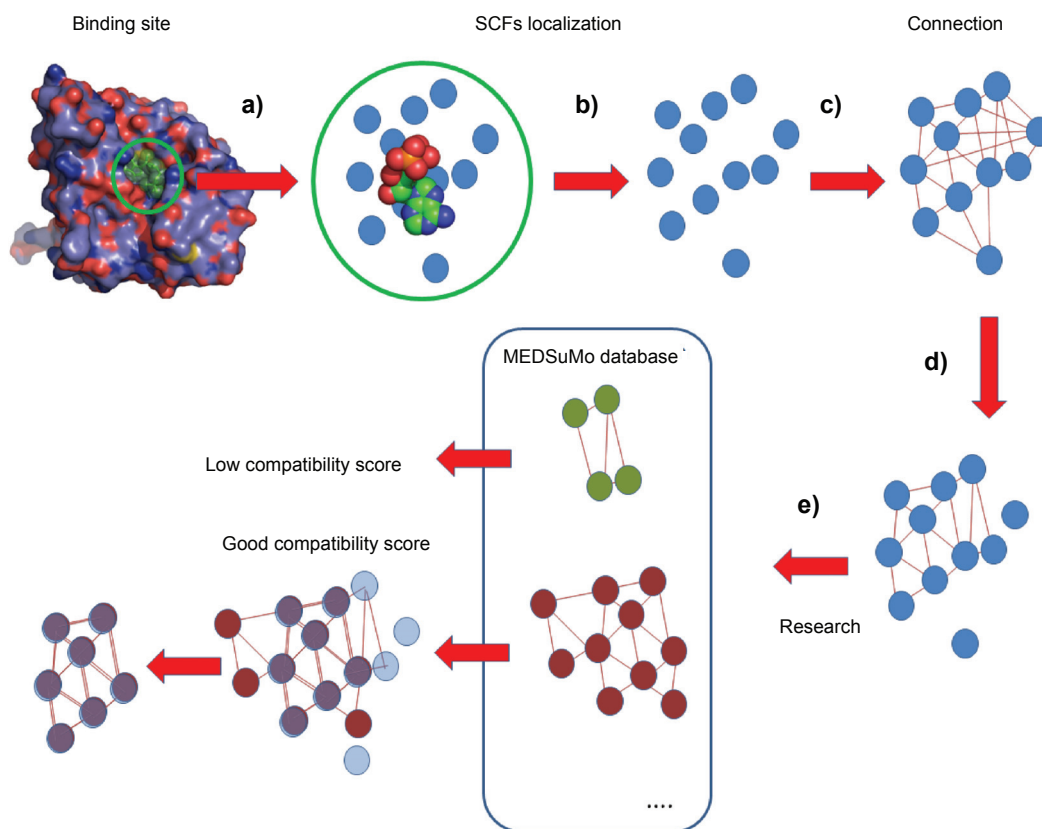 Binding site
SCFs localization
Connection
a)
b)
c)
d)
MEDSuMo database
Low compatibility score
e)
Good compatibility score
Research
....